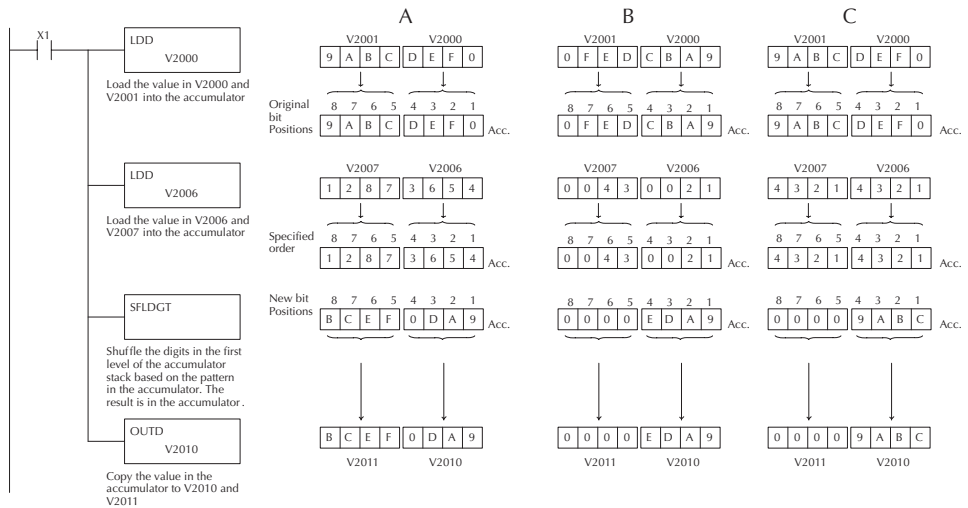 A B C
X1
LDD
V2000
Load the value in V2000 and
V2001 into the accumulator
V2001 V2000 V2001 V2000 V2001 V2000
9 A B C D E F 0 0 F E D C B A 9 9 A B C D E F 0
Original
bit
Positions
8 7 6 5 4 3 2 1 8 7 6 5 4 3 2 1 8 7 6 5 4 3 2 1
9 A B C D E F 0 Acc. 0 F E D C B A 9 Acc. 9 A B C D E F 0 Acc.
LDD
V2006
Load the value in V2006 and
V2007 into the accumulator
V2007 V2006 V2007 V2006 V2007 V2006
1 2 8 7 3 6 5 4 0 0 4 3 0 0 2 1 4 3 2 1 4 3 2 1
Specified
order
8 7 6 5 4 3 2 1 8 7 6 5 4 3 2 1 8 7 6 5 4 3 2 1
1 2 8 7 3 6 5 4 Acc. 0 0 4 3 0 0 2 1 Acc. 4 3 2 1 4 3 2 1 Acc.
SFLDGT
Shuffle the digits in the first
level of the accumulator
stack based on the pattern
in the accumulator. The
result is in the accumulator.
New bit
Positions
8 7 6 5 4 3 2 1 8 7 6 5 4 3 2 1 8 7 6 5 4 3 2 1
B C E F 0 D A 9 Acc. 0 0 0 0 E D A 9 Acc. 0 0 0 0 9 A B C Acc.
OUTD
V2010
Copy the value in the
accumulator to V2010 and
V2011
B C E F 0 D A 9 0 0 0 0 E D A 9 0 0 0 0 9 A B C
V2011 V2010 V2011 V2010 V2011 V2010